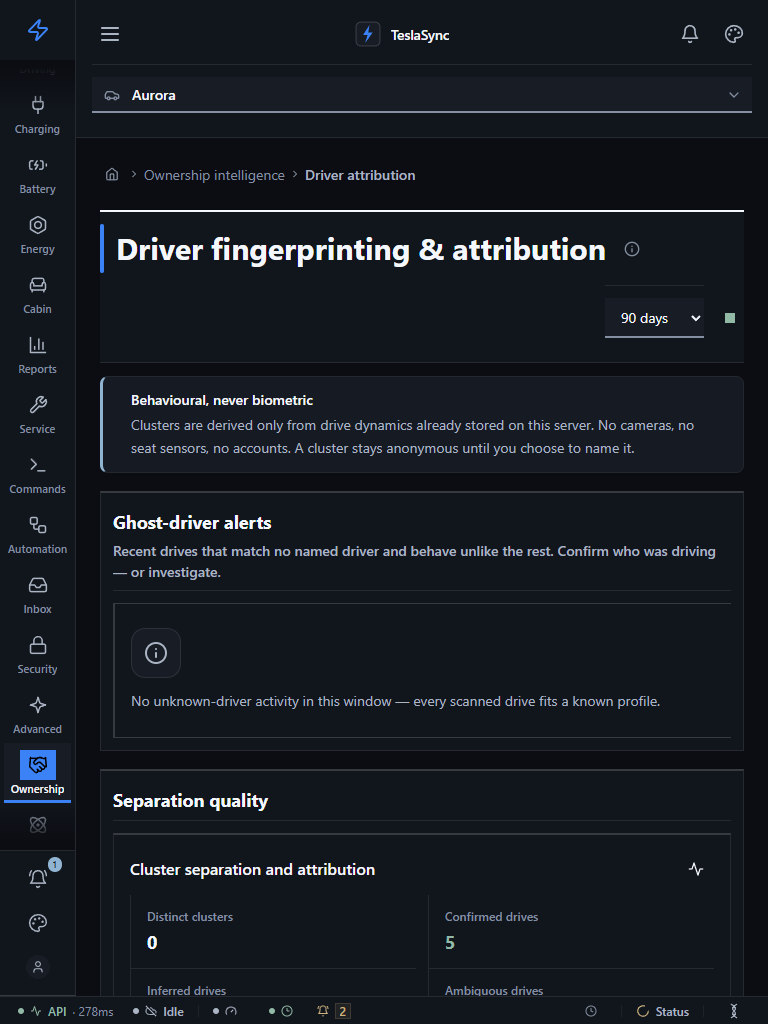 TeslaSync
Aurora
Driving
Charging
Battery
Energy
Cabin
Reports
Service
Commands
Automation
Inbox
Security
Advanced
Ownership
1
Ownership intelligence
Driver attribution
Driver fingerprinting & attribution
90 days
Behavioural, never biometric
Clusters are derived only from drive dynamics already stored on this server. No cameras, no
seat sensors, no accounts. A cluster stays anonymous until you choose to name it.
Ghost-driver alerts
Recent drives that match no named driver and behave unlike the rest. Confirm who was driving
— or investigate.
No unknown-driver activity in this window — every scanned drive fits a known profile.
Separation quality
Cluster separation and attribution
Distinct clusters
0
Confirmed drives
5
Inferred drives
Ambiguous drives
API · 278ms
Idle
2
Status